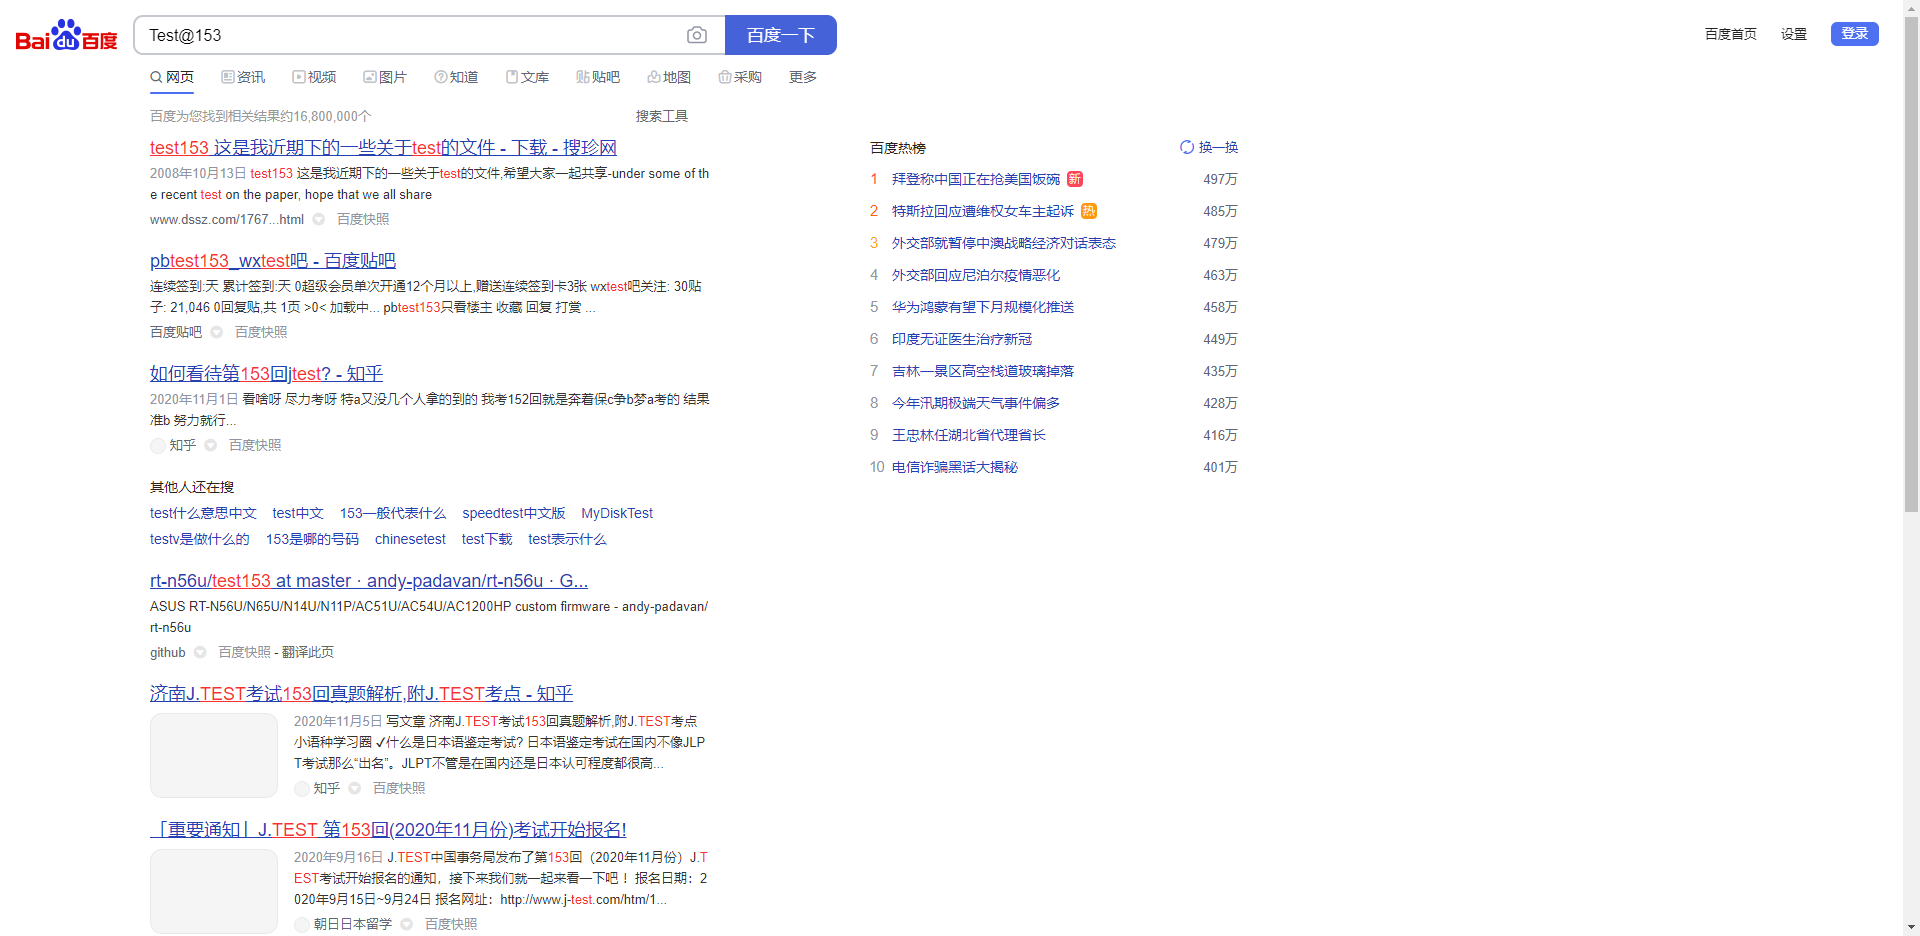 Bai du 百度
Test@153
百度一下
百度首页 设置 登录
网页 资讯 视频 图片 知道 文库 贴吧 地图 采购 更多
百度为您找到相关结果约16,800,000个 搜索工具
test153 这是我近期下的一些关于test的文件 - 下载 - 搜珍网
2008年10月13日 test153 这是我近期下的一些关于test的文件,希望大家一起共享-under some of th
e recent test on the paper, hope that we all share
www.dssz.com/1767...html 百度快照
pbtest153_wxtest吧 - 百度贴吧
连续签到:天 累计签到:天 0超级会员单次开通12个月以上,赠送连续签到卡3张 wxtest吧关注: 30贴
子: 21,046 0回复贴,共 1页 >0< 加载中... pbtest153只看楼主 收藏 回复 打赏 ...
百度贴吧 百度快照
如何看待第153回jtest? - 知乎
2020年11月1日 看啥呀 尽力考呀 特a又没几个人拿的到的 我考152回就是奔着保c争b梦a考的 结果
准b 努力就行...
知乎 百度快照
其他人还在搜
test什么意思中文 test中文 153一般代表什么 speedtest中文版 MyDiskTest
testv是做什么的 153是哪的号码 chinesetest test下载 test表示什么
rt-n56u/test153 at master · andy-padavan/rt-n56u · G...
ASUS RT-N56U/N65U/N14U/N11P/AC51U/AC54U/AC1200HP custom firmware - andy-padavan/
rt-n56u
github 百度快照 - 翻译此页
济南J.TEST考试153回真题解析,附J.TEST考点 - 知乎
2020年11月5日 写文章 济南J.TEST考试153回真题解析,附J.TEST考点
小语种学习圈 ✓什么是日本语鉴定考试? 日本语鉴定考试在国内不像JLP
T考试那么“出名”。JLPT不管是在国内还是日本认可程度都很高...
知乎 百度快照
「重要通知」J.TEST 第153回(2020年11月份)考试开始报名!
2020年9月16日 J.TEST中国事务局发布了第153回（2020年11月份）J.T
EST考试开始报名的通知，接下来我们就一起来看一下吧！报名日期：2
020年9月15日~9月24日 报名网址：http://www.j-test.com/htm/1...
朝日日本留学 百度快照
百度热榜 换一换
1 拜登称中国正在抢美国饭碗 新 497万
2 特斯拉回应遭维权女车主起诉 热 485万
3 外交部就暂停中澳战略经济对话表态 479万
4 外交部回应尼泊尔疫情恶化 463万
5 华为鸿蒙有望下月规模化推送 458万
6 印度无证医生治疗新冠 449万
7 吉林一景区高空栈道玻璃掉落 435万
8 今年汛期极端天气事件偏多 428万
9 王忠林任湖北省代理省长 416万
10 电信诈骗黑话大揭秘 401万